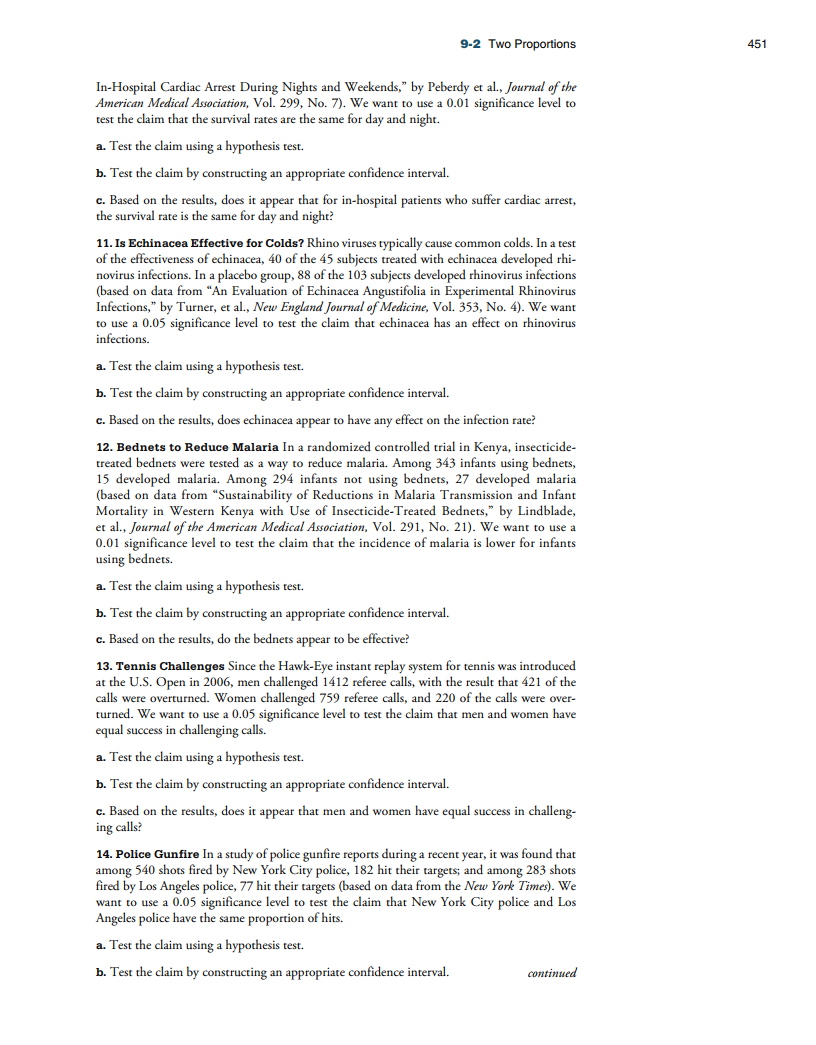 9-2 Two Proportions 451
In-Hospital Cardiac Arrest During Nights and Weekends,” by Peberdy et al., Journal of the
American Medical Association, Vol. 299, No. 7). We want to use a 0.01 significance level to
test the claim that the survival rates are the same for day and night.
a. Test the claim using a hypothesis test.
b. Test the claim by constructing an appropriate confidence interval.
c. Based on the results, does it appear that for in-hospital patients who suffer cardiac arrest,
the survival rate is the same for day and night?
11. Is Echinacea Effective for Colds? Rhino viruses typically cause common colds. In a test
of the effectiveness of echinacea, 40 of the 45 subjects treated with echinacea developed rhi-
novirus infections. In a placebo group, 88 of the 103 subjects developed rhinovirus infections
(based on data from “An Evaluation of Echinacea Angustifolia in Experimental Rhinovirus
Infections,” by Turner, et al., New England Journal of Medicine, Vol. 353, No. 4). We want
to use a 0.05 significance level to test the claim that echinacea has an effect on rhinovirus
infections.
a. Test the claim using a hypothesis test.
b. Test the claim by constructing an appropriate confidence interval.
c. Based on the results, does echinacea appear to have any effect on the infection rate?
12. Bednets to Reduce Malaria In a randomized controlled trial in Kenya, insecticide-
treated bednets were tested as a way to reduce malaria. Among 343 infants using bednets,
15 developed malaria. Among 294 infants not using bednets, 27 developed malaria
(based on data from “Sustainability of Reductions in Malaria Transmission and Infant
Mortality in Western Kenya with Use of Insecticide-Treated Bednets,” by Lindblade,
et al., Journal of the American Medical Association, Vol. 291, No. 21). We want to use a
0.01 significance level to test the claim that the incidence of malaria is lower for infants
using bednets.
a. Test the claim using a hypothesis test.
b. Test the claim by constructing an appropriate confidence interval.
c. Based on the results, do the bednets appear to be effective?
13. Tennis Challenges Since the Hawk-Eye instant replay system for tennis was introduced
at the U.S. Open in 2006, men challenged 1412 referee calls, with the result that 421 of the
calls were overturned. Women challenged 759 referee calls, and 220 of the calls were over-
turned. We want to use a 0.05 significance level to test the claim that men and women have
equal success in challenging calls.
a. Test the claim using a hypothesis test.
b. Test the claim by constructing an appropriate confidence interval.
c. Based on the results, does it appear that men and women have equal success in challeng-
ing calls?
14. Police Gunfire In a study of police gunfire reports during a recent year, it was found that
among 540 shots fired by New York City police, 182 hit their targets; and among 283 shots
fired by Los Angeles police, 77 hit their targets (based on data from the New York Times). We
want to use a 0.05 significance level to test the claim that New York City police and Los
Angeles police have the same proportion of hits.
a. Test the claim using a hypothesis test.
b. Test the claim by constructing an appropriate confidence interval. continued